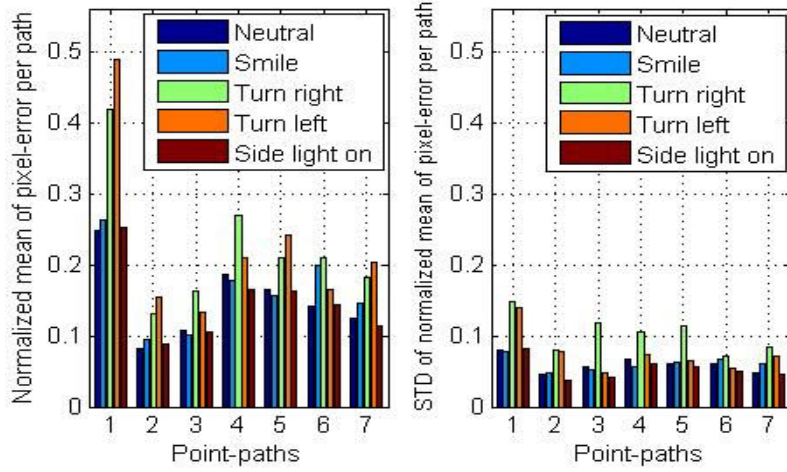 Normalized mean of pixel-error per path
0.5
0.4
0.3
0.2
0.1
0
Neutral
Smile
Turn right
Turn left
Side light on
1 2 3 4 5 6 7
Point-paths
STD of normalized mean of pixel-error per path
0.5
0.4
0.3
0.2
0.1
0
Neutral
Smile
Turn right
Turn left
Side light on
1 2 3 4 5 6 7
Point-paths